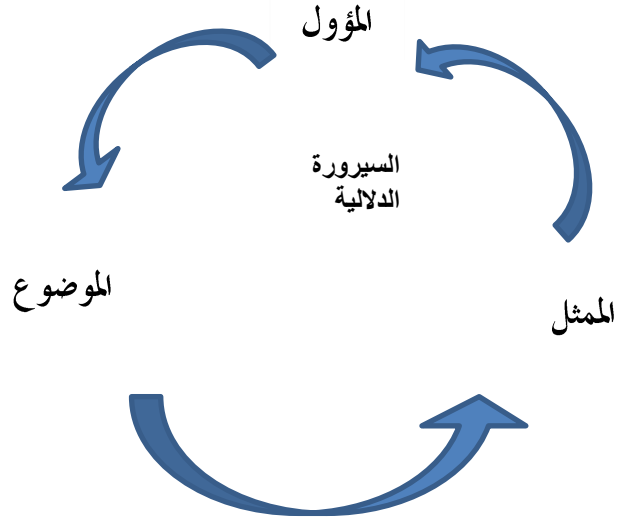 المؤول
السيرورة
الدلالية
الموضوع
الممثل